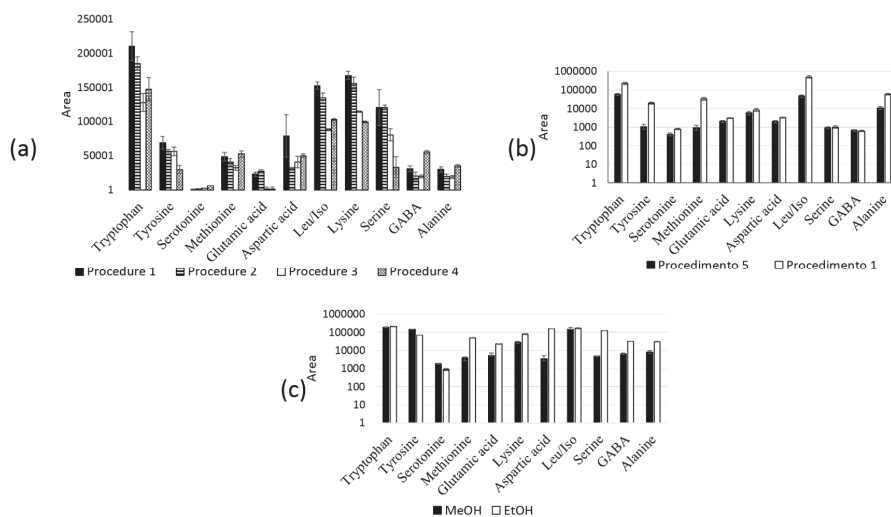 (a)
Area
250001
200001
150001
100001
50001
1
Tryptophan
Tyrosine
Serotonine
Methionine
Glutamic acid
Aspartic acid
Leu/Iso
Lysine
Serine
GABA
Alanine
Procedure 1 Procedure 2 Procedure 3 Procedure 4
(b)
Area
1000000
100000
10000
1000
100
10
1
Tryptophan
Tyrosine
Serotonine
Methionine
Glutamic acid
Lysine
Aspartic acid
Leu/Iso
Serine
GABA
Alanine
Procedimento 5 Procedimento 1
(c)
Area
1000000
100000
10000
1000
100
10
1
Tryptophan
Tyrosine
Serotonine
Methionine
Glutamic acid
Lysine
Aspartic acid
Leu/Iso
Serine
GABA
Alanine
MeOH EtOH